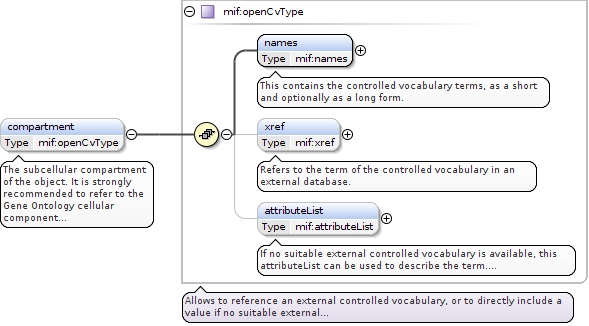 mif:openCvType
names
Type mif:names
This contains the controlled vocabulary terms, as a short
and optionally as a long form.
compartment
Type mif:openCvType
The subcellular compartment
of the object. It is strongly
recommended to refer to the
Gene Ontology cellular
component...
xref
Type mif:xref
Refers to the term of the controlled vocabulary in an
external database.
attributeList
Type mif:attributeList
If no suitable external controlled vocabulary is available, this
attributeList can be used to describe the term....
Allows to reference an external controlled vocabulary, or to directly include a
value if no suitable external...